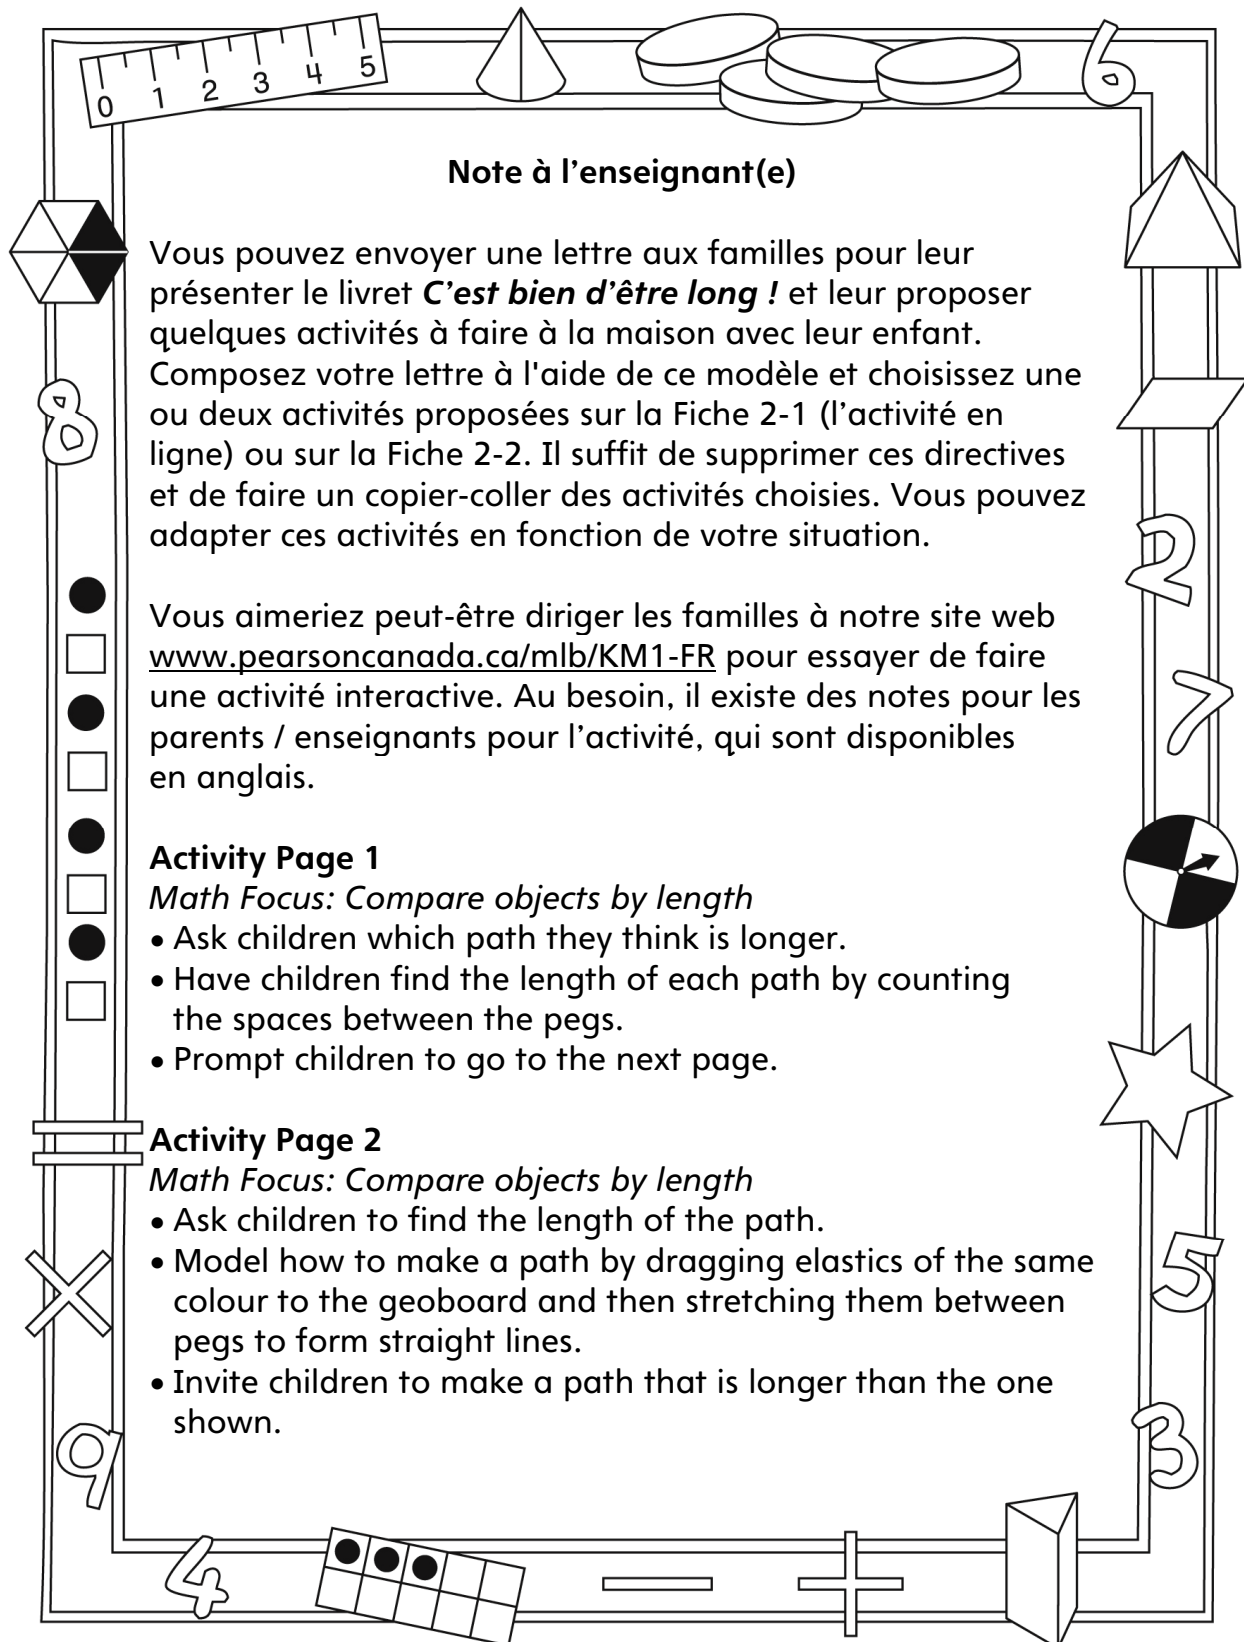 0 1 2 3 4 5
6
Note à l’enseignant(e)
Vous pouvez envoyer une lettre aux familles pour leur
présenter le livret C’est bien d’être long ! et leur proposer
quelques activités à faire à la maison avec leur enfant.
Composez votre lettre à l'aide de ce modèle et choisissez une
ou deux activités proposées sur la Fiche 2-1 (l’activité en
ligne) ou sur la Fiche 2-2. Il suffit de supprimer ces directives
et de faire un copier-coller des activités choisies. Vous pouvez
adapter ces activités en fonction de votre situation.
8
2
Vous aimeriez peut-être diriger les familles à notre site web
www.pearsoncanada.ca/mlb/KM1-FR pour essayer de faire
une activité interactive. Au besoin, il existe des notes pour les
parents / enseignants pour l’activité, qui sont disponibles
en anglais.
7
Activity Page 1
Math Focus: Compare objects by length
• Ask children which path they think is longer.
• Have children find the length of each path by counting
the spaces between the pegs.
• Prompt children to go to the next page.
Activity Page 2
Math Focus: Compare objects by length
• Ask children to find the length of the path.
• Model how to make a path by dragging elastics of the same
colour to the geoboard and then stretching them between
pegs to form straight lines.
• Invite children to make a path that is longer than the one
shown.
5
3
9
4